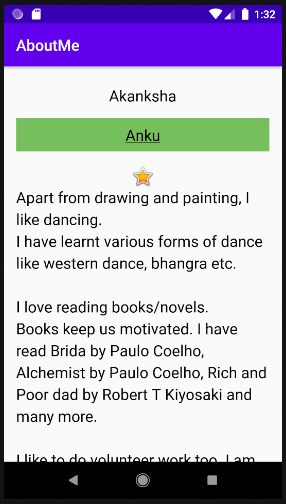 1:32
AboutMe
Akanksha
Anku
Apart from drawing and painting, I
like dancing.
I have learnt various forms of dance
like western dance, bhangra etc.
I love reading books/novels.
Books keep us motivated. I have
read Brida by Paulo Coelho,
Alchemist by Paulo Coelho, Rich and
Poor dad by Robert T Kiyosaki and
many more.
I like to do volunteer work too. I am